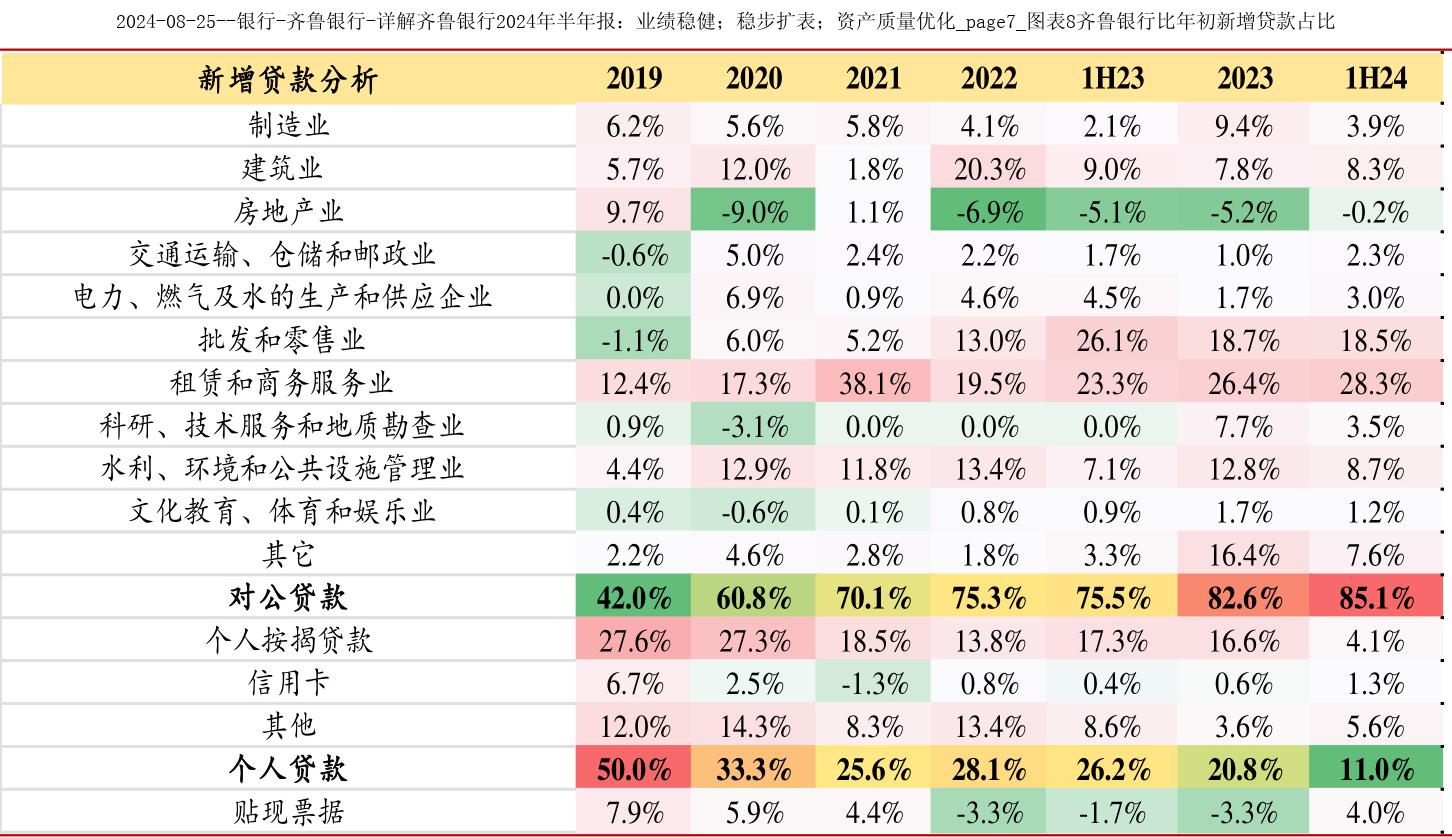 2024-08-25--银行-齐鲁银行-详解齐鲁银行2024年半年报：业绩稳健；稳步扩表；资产质量优化_page7_图表8齐鲁银行比年初新增贷款占比
新增贷款分析 2019 2020 2021 2022 1H23 2023 1H24
制造业 6.2% 5.6% 5.8% 4.1% 2.1% 9.4% 3.9%
建筑业 5.7% 12.0% 1.8% 20.3% 9.0% 7.8% 8.3%
房地产业 9.7% -9.0% 1.1% -6.9% -5.1% -5.2% -0.2%
交通运输、仓储和邮政业 -0.6% 5.0% 2.4% 2.2% 1.7% 1.0% 2.3%
电力、燃气及水的生产和供应企业 0.0% 6.9% 0.9% 4.6% 4.5% 1.7% 3.0%
批发和零售业 -1.1% 6.0% 5.2% 13.0% 26.1% 18.7% 18.5%
租赁和商务服务业 12.4% 17.3% 38.1% 19.5% 23.3% 26.4% 28.3%
科研、技术服务和地质勘查业 0.9% -3.1% 0.0% 0.0% 0.0% 7.7% 3.5%
水利、环境和公共设施管理业 4.4% 12.9% 11.8% 13.4% 7.1% 12.8% 8.7%
文化教育、体育和娱乐业 0.4% -0.6% 0.1% 0.8% 0.9% 1.7% 1.2%
其它 2.2% 4.6% 2.8% 1.8% 3.3% 16.4% 7.6%
对公贷款 42.0% 60.8% 70.1% 75.3% 75.5% 82.6% 85.1%
个人按揭贷款 27.6% 27.3% 18.5% 13.8% 17.3% 16.6% 4.1%
信用卡 6.7% 2.5% -1.3% 0.8% 0.4% 0.6% 1.3%
其他 12.0% 14.3% 8.3% 13.4% 8.6% 3.6% 5.6%
个人贷款 50.0% 33.3% 25.6% 28.1% 26.2% 20.8% 11.0%
贴现票据 7.9% 5.9% 4.4% -3.3% -1.7% -3.3% 4.0%